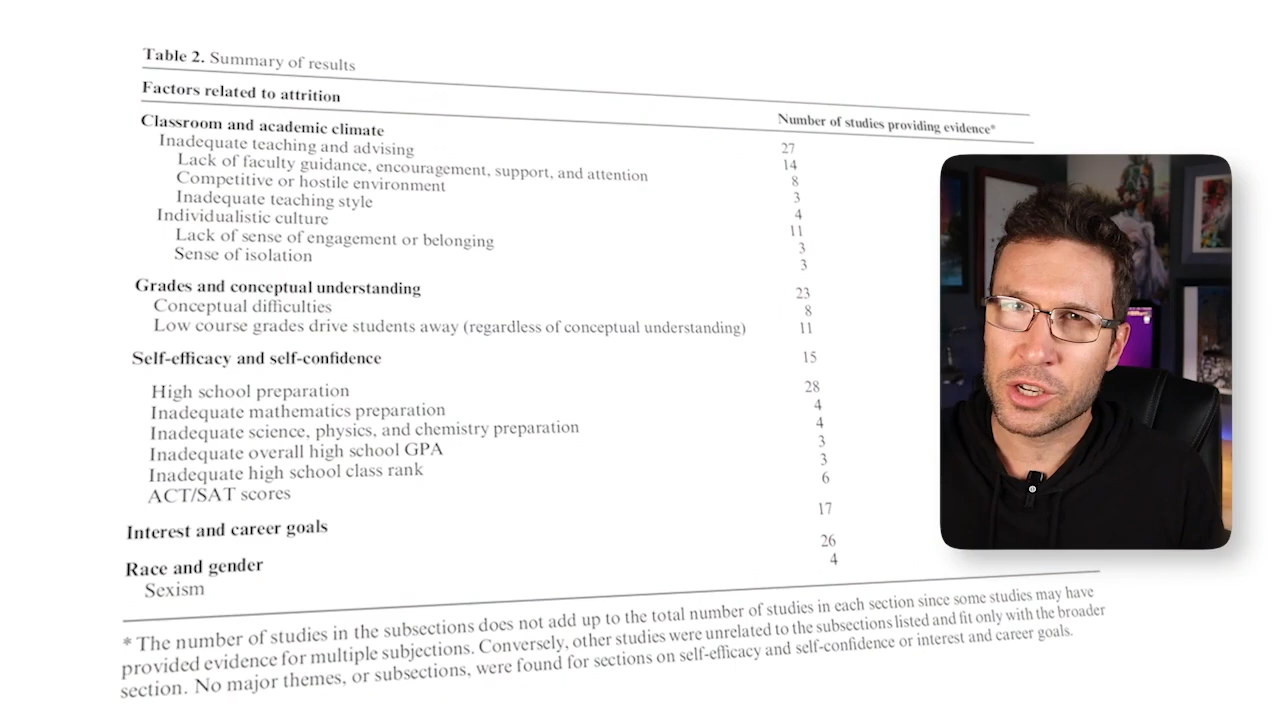 Table 2. Summary of results
Factors related to attrition Number of studies providing evidence*
Classroom and academic climate 27
Inadequate teaching and advising 14
Lack of faculty guidance, encouragement, support, and attention 8
Competitive or hostile environment 3
Inadequate teaching style 4
Individualistic culture 11
Lack of sense of engagement or belonging 3
Sense of isolation 3
Grades and conceptual understanding 23
Conceptual difficulties 8
Low course grades drive students away (regardless of conceptual understanding) 11
Self-efficacy and self-confidence 15
High school preparation 28
Inadequate mathematics preparation 4
Inadequate science, physics, and chemistry preparation 4
Inadequate overall high school GPA 3
Inadequate high school class rank 3
ACT/SAT scores 6
Interest and career goals 17
Race and gender 26
Sexism 4
* The number of studies in the subsections does not add up to the total number of studies in each section since some studies may have
provided evidence for multiple subjections. Conversely, other studies were unrelated to the subsections listed and fit only with the broader
section. No major themes, or subsections, were found for sections on self-efficacy and self-confidence or interest and career goals.